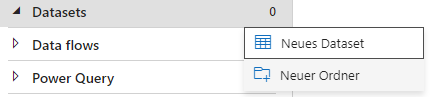 Datasets 0
Neues Dataset
Data flows
Neuer Ordner
Power Query